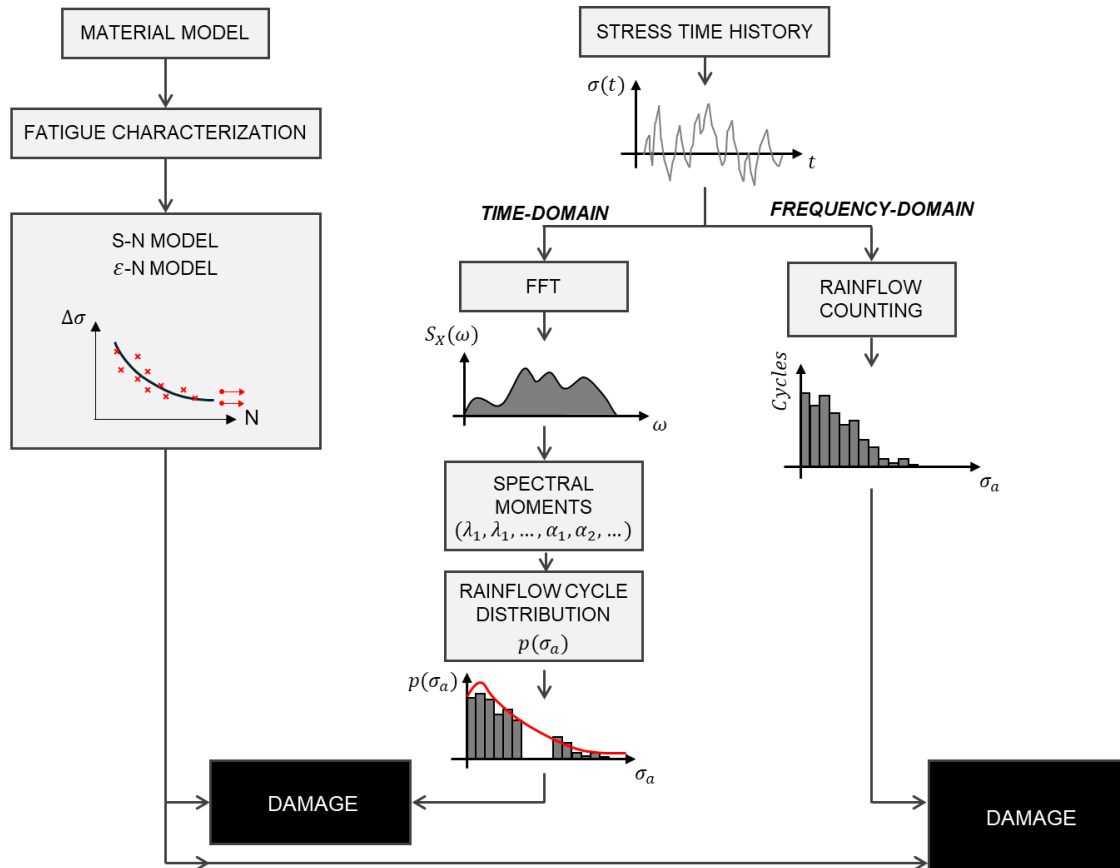 MATERIAL MODEL
FATIGUE CHARACTERIZATION
S-N MODEL
ε-N MODEL
Δσ
N
STRESS TIME HISTORY
σ(t)
t
TIME-DOMAIN
FREQUENCY-DOMAIN
FFT
S_X(ω)
ω
SPECTRAL
MOMENTS
(λ₁, λ₁, …, α₁, α₂, …)
RAINFLOW CYCLE
DISTRIBUTION
p(σₐ)
p(σₐ)
σₐ
RAINFLOW
COUNTING
Cycles
σₐ
DAMAGE
DAMAGE